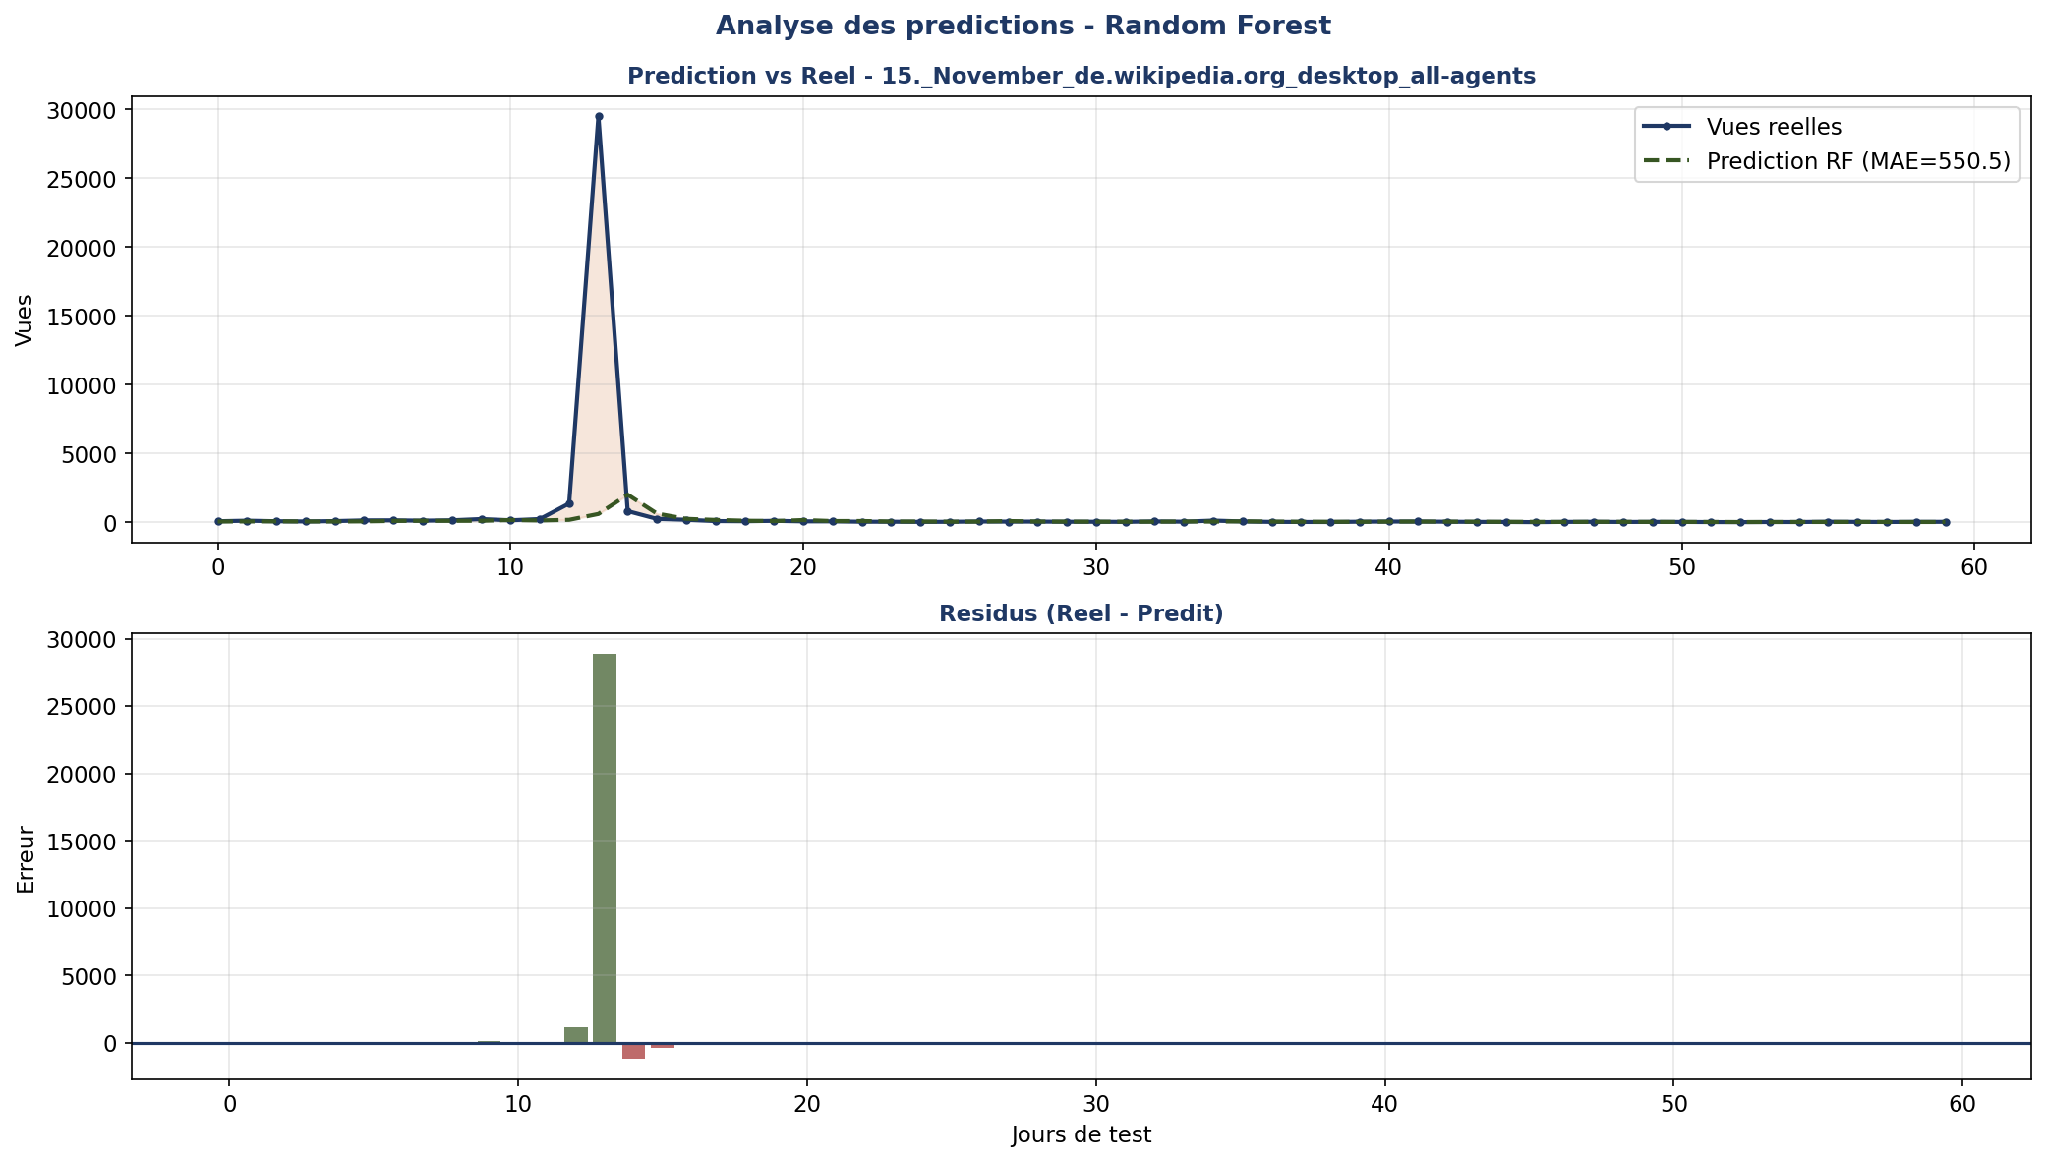 Analyse des predictions - Random Forest
Prediction vs Reel - 15._November_de.wikipedia.org_desktop_all-agents
Vues
30000
25000
20000
15000
10000
5000
0
Vues reelles
Prediction RF (MAE=550.5)
0 10 20 30 40 50 60
Residus (Reel - Predit)
Erreur
30000
25000
20000
15000
10000
5000
0
0 10 20 30 40 50 60
Jours de test